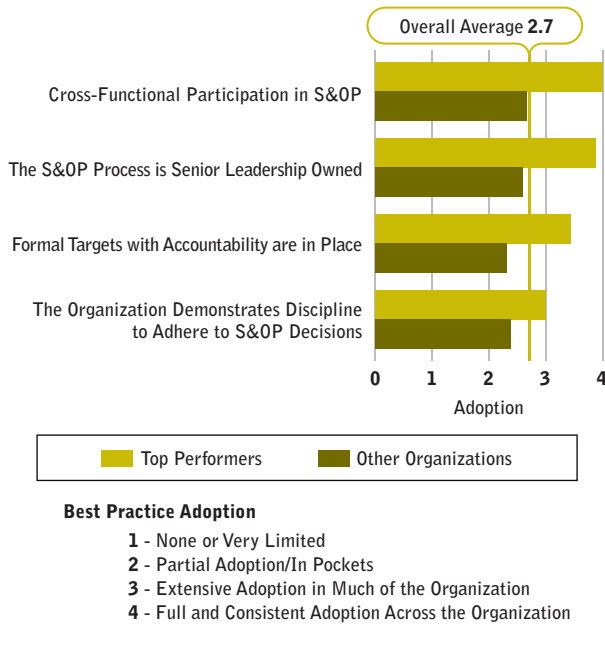 Overall Average 2.7
Cross-Functional Participation in S&OP
The S&OP Process is Senior Leadership Owned
Formal Targets with Accountability are in Place
The Organization Demonstrates Discipline
to Adhere to S&OP Decisions
0 1 2 3 4
Adoption
Top Performers Other Organizations
Best Practice Adoption
1 - None or Very Limited
2 - Partial Adoption/In Pockets
3 - Extensive Adoption in Much of the Organization
4 - Full and Consistent Adoption Across the Organization